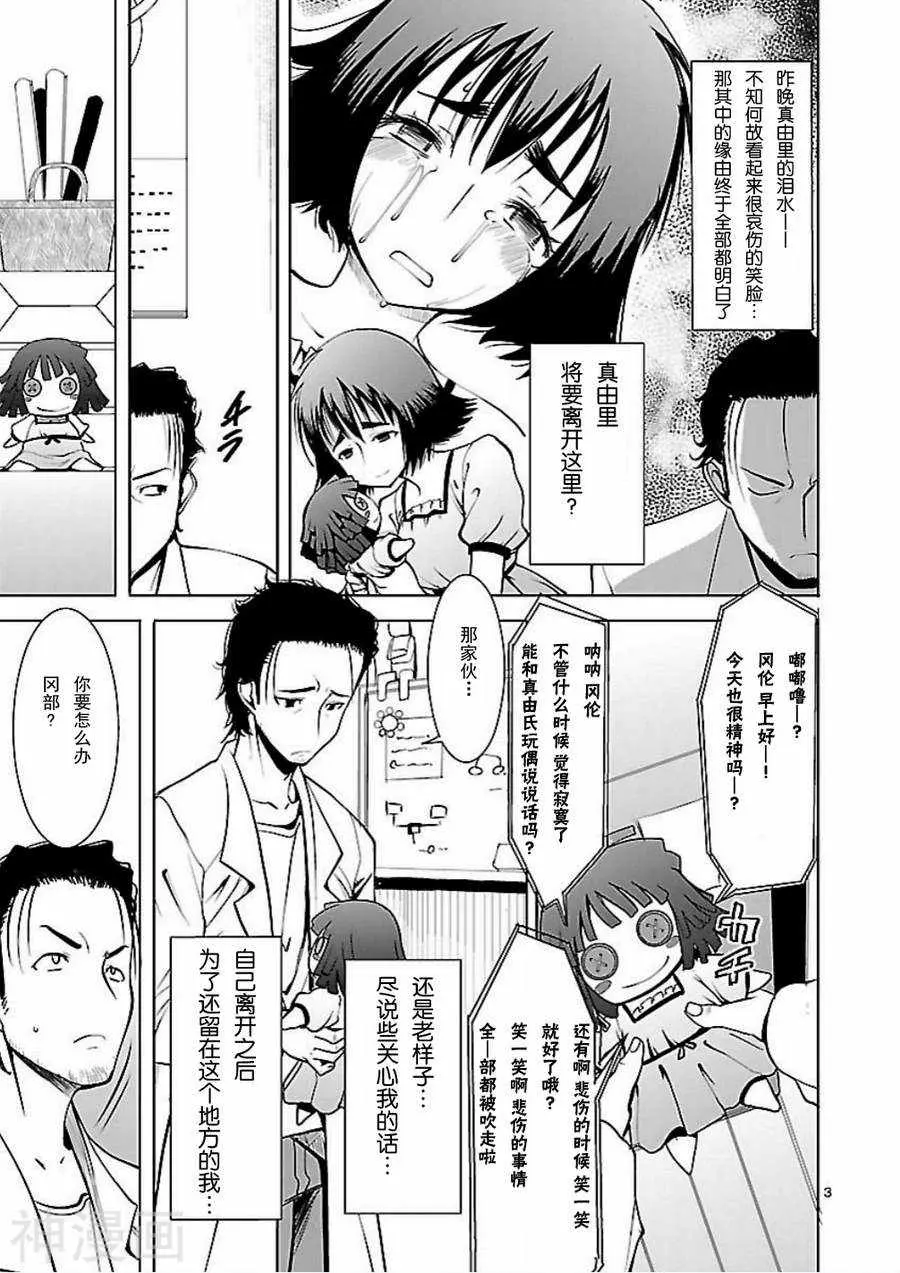 昨晚真由里的泪水——
不知何故看起来很哀伤的笑脸…
那其中的缘由终于全部都明白了
真由里
将要离开这里？
チラ
嘟嘟噜—？
冈伦 早上好—！
今天也很精神吗—？
呐呐 冈伦
不管什么时候 觉得寂寞了
能和真由氏玩偶说说话吗？
カチ
还有啊 悲伤的时候 笑一笑
就好了哦？
笑一笑啊 悲伤的事情
全—部都被吹走啦
那家伙…
还是老样子…
尽说些关心我的话…
自己离开之后
为了还留在这个地方的我…
你要怎么办
冈部？
3
神漫画